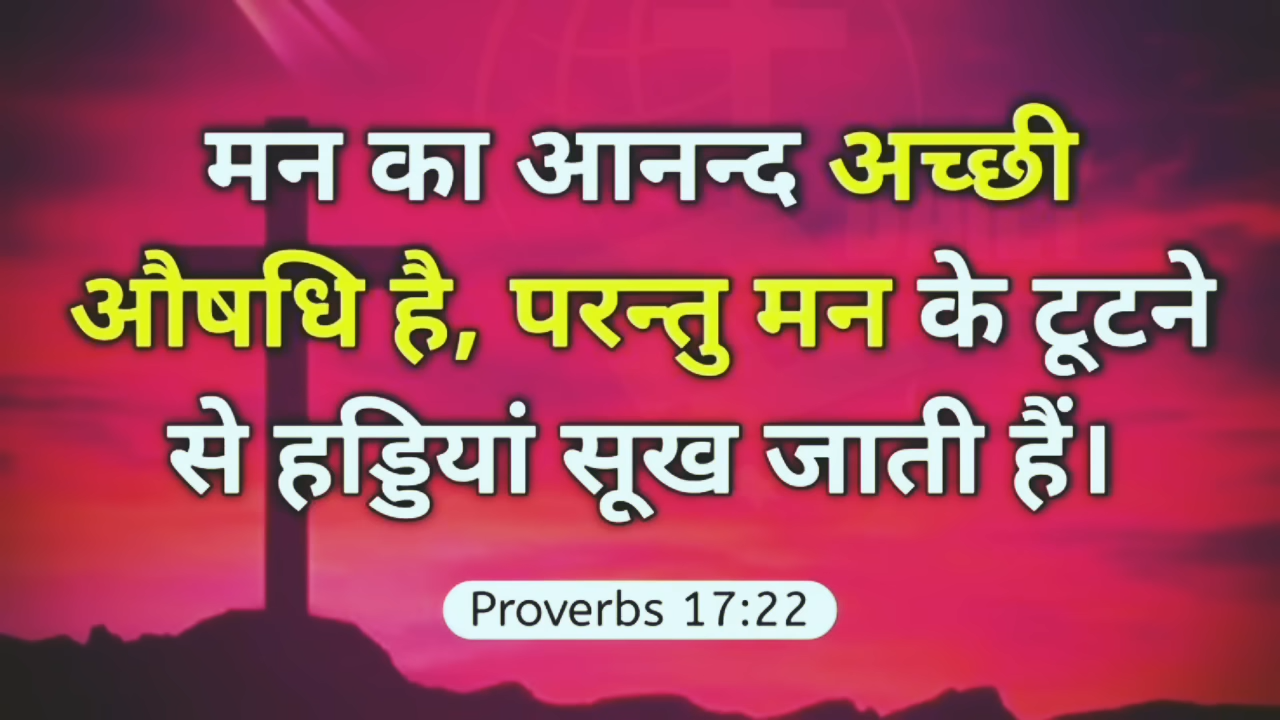 मन का आनन्द अच्छी
औषधि है, परन्तु मन के टूटने
से हड्डियां सूख जाती हैं।
Proverbs 17:22